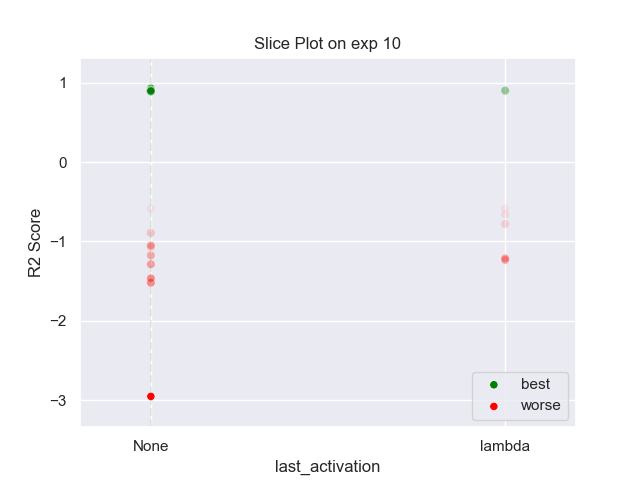 Slice Plot on exp 10
R2 Score
1
0
−1
−2
−3
None
lambda
last_activation
best
worse